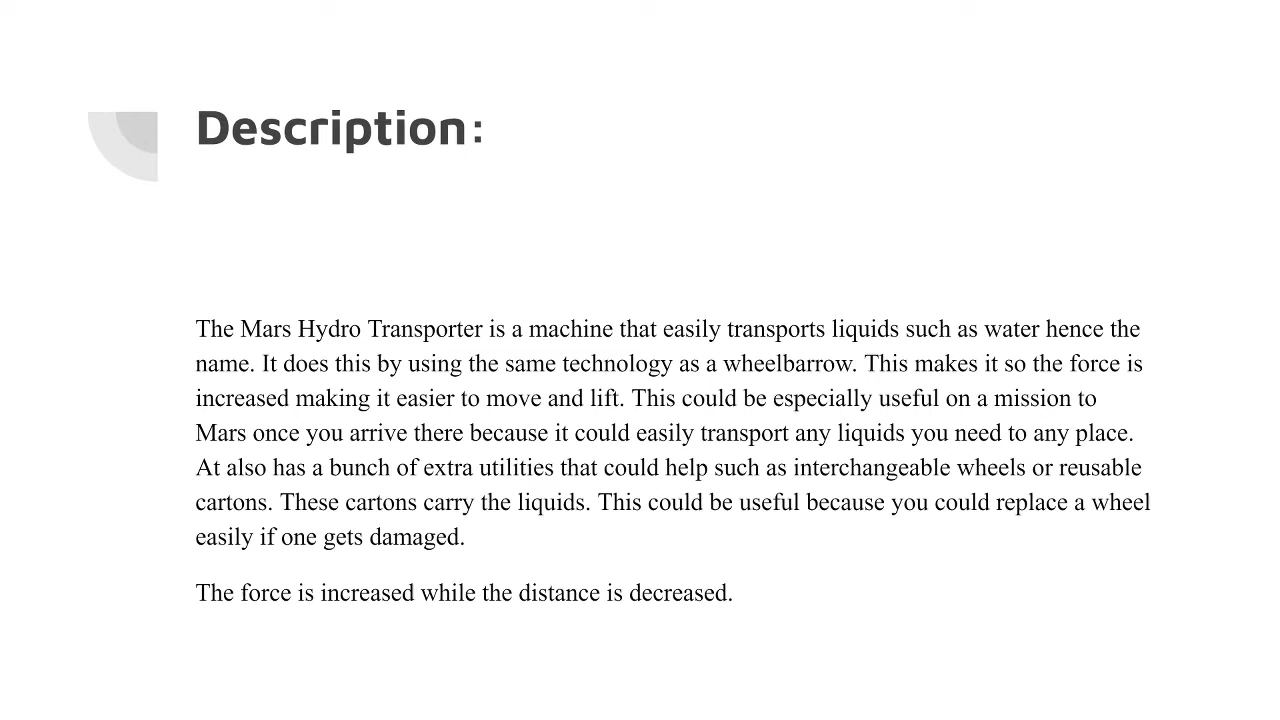 Description:
The Mars Hydro Transporter is a machine that easily transports liquids such as water hence the
name. It does this by using the same technology as a wheelbarrow. This makes it so the force is
increased making it easier to move and lift. This could be especially useful on a mission to
Mars once you arrive there because it could easily transport any liquids you need to any place.
At also has a bunch of extra utilities that could help such as interchangeable wheels or reusable
cartons. These cartons carry the liquids. This could be useful because you could replace a wheel
easily if one gets damaged.
The force is increased while the distance is decreased.